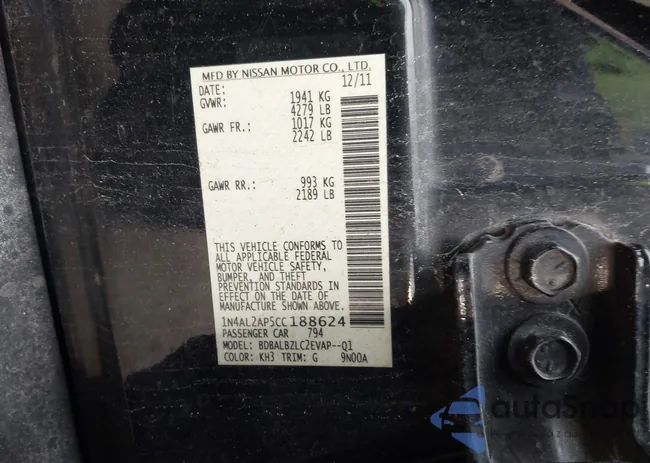 MFD BY NISSAN MOTOR CO., LTD.
DATE: 12/11
GVWR: 1941 KG
4279 LB
GAWR FR.: 1017 KG
2242 LB
GAWR RR.: 993 KG
2189 LB
THIS VEHICLE CONFORMS TO
ALL APPLICABLE FEDERAL
MOTOR VEHICLE SAFETY,
BUMPER, AND THEFT
PREVENTION STANDARDS IN
EFFECT ON THE DATE OF
MANUFACTURE SHOWN ABOVE.
1N4AL2AP5CC188624
PASSENGER CAR 794
MODEL: BDBALBZLC2EVAP--Q1
COLOR: KH3 TRIM: G 9N00A
autoSnap